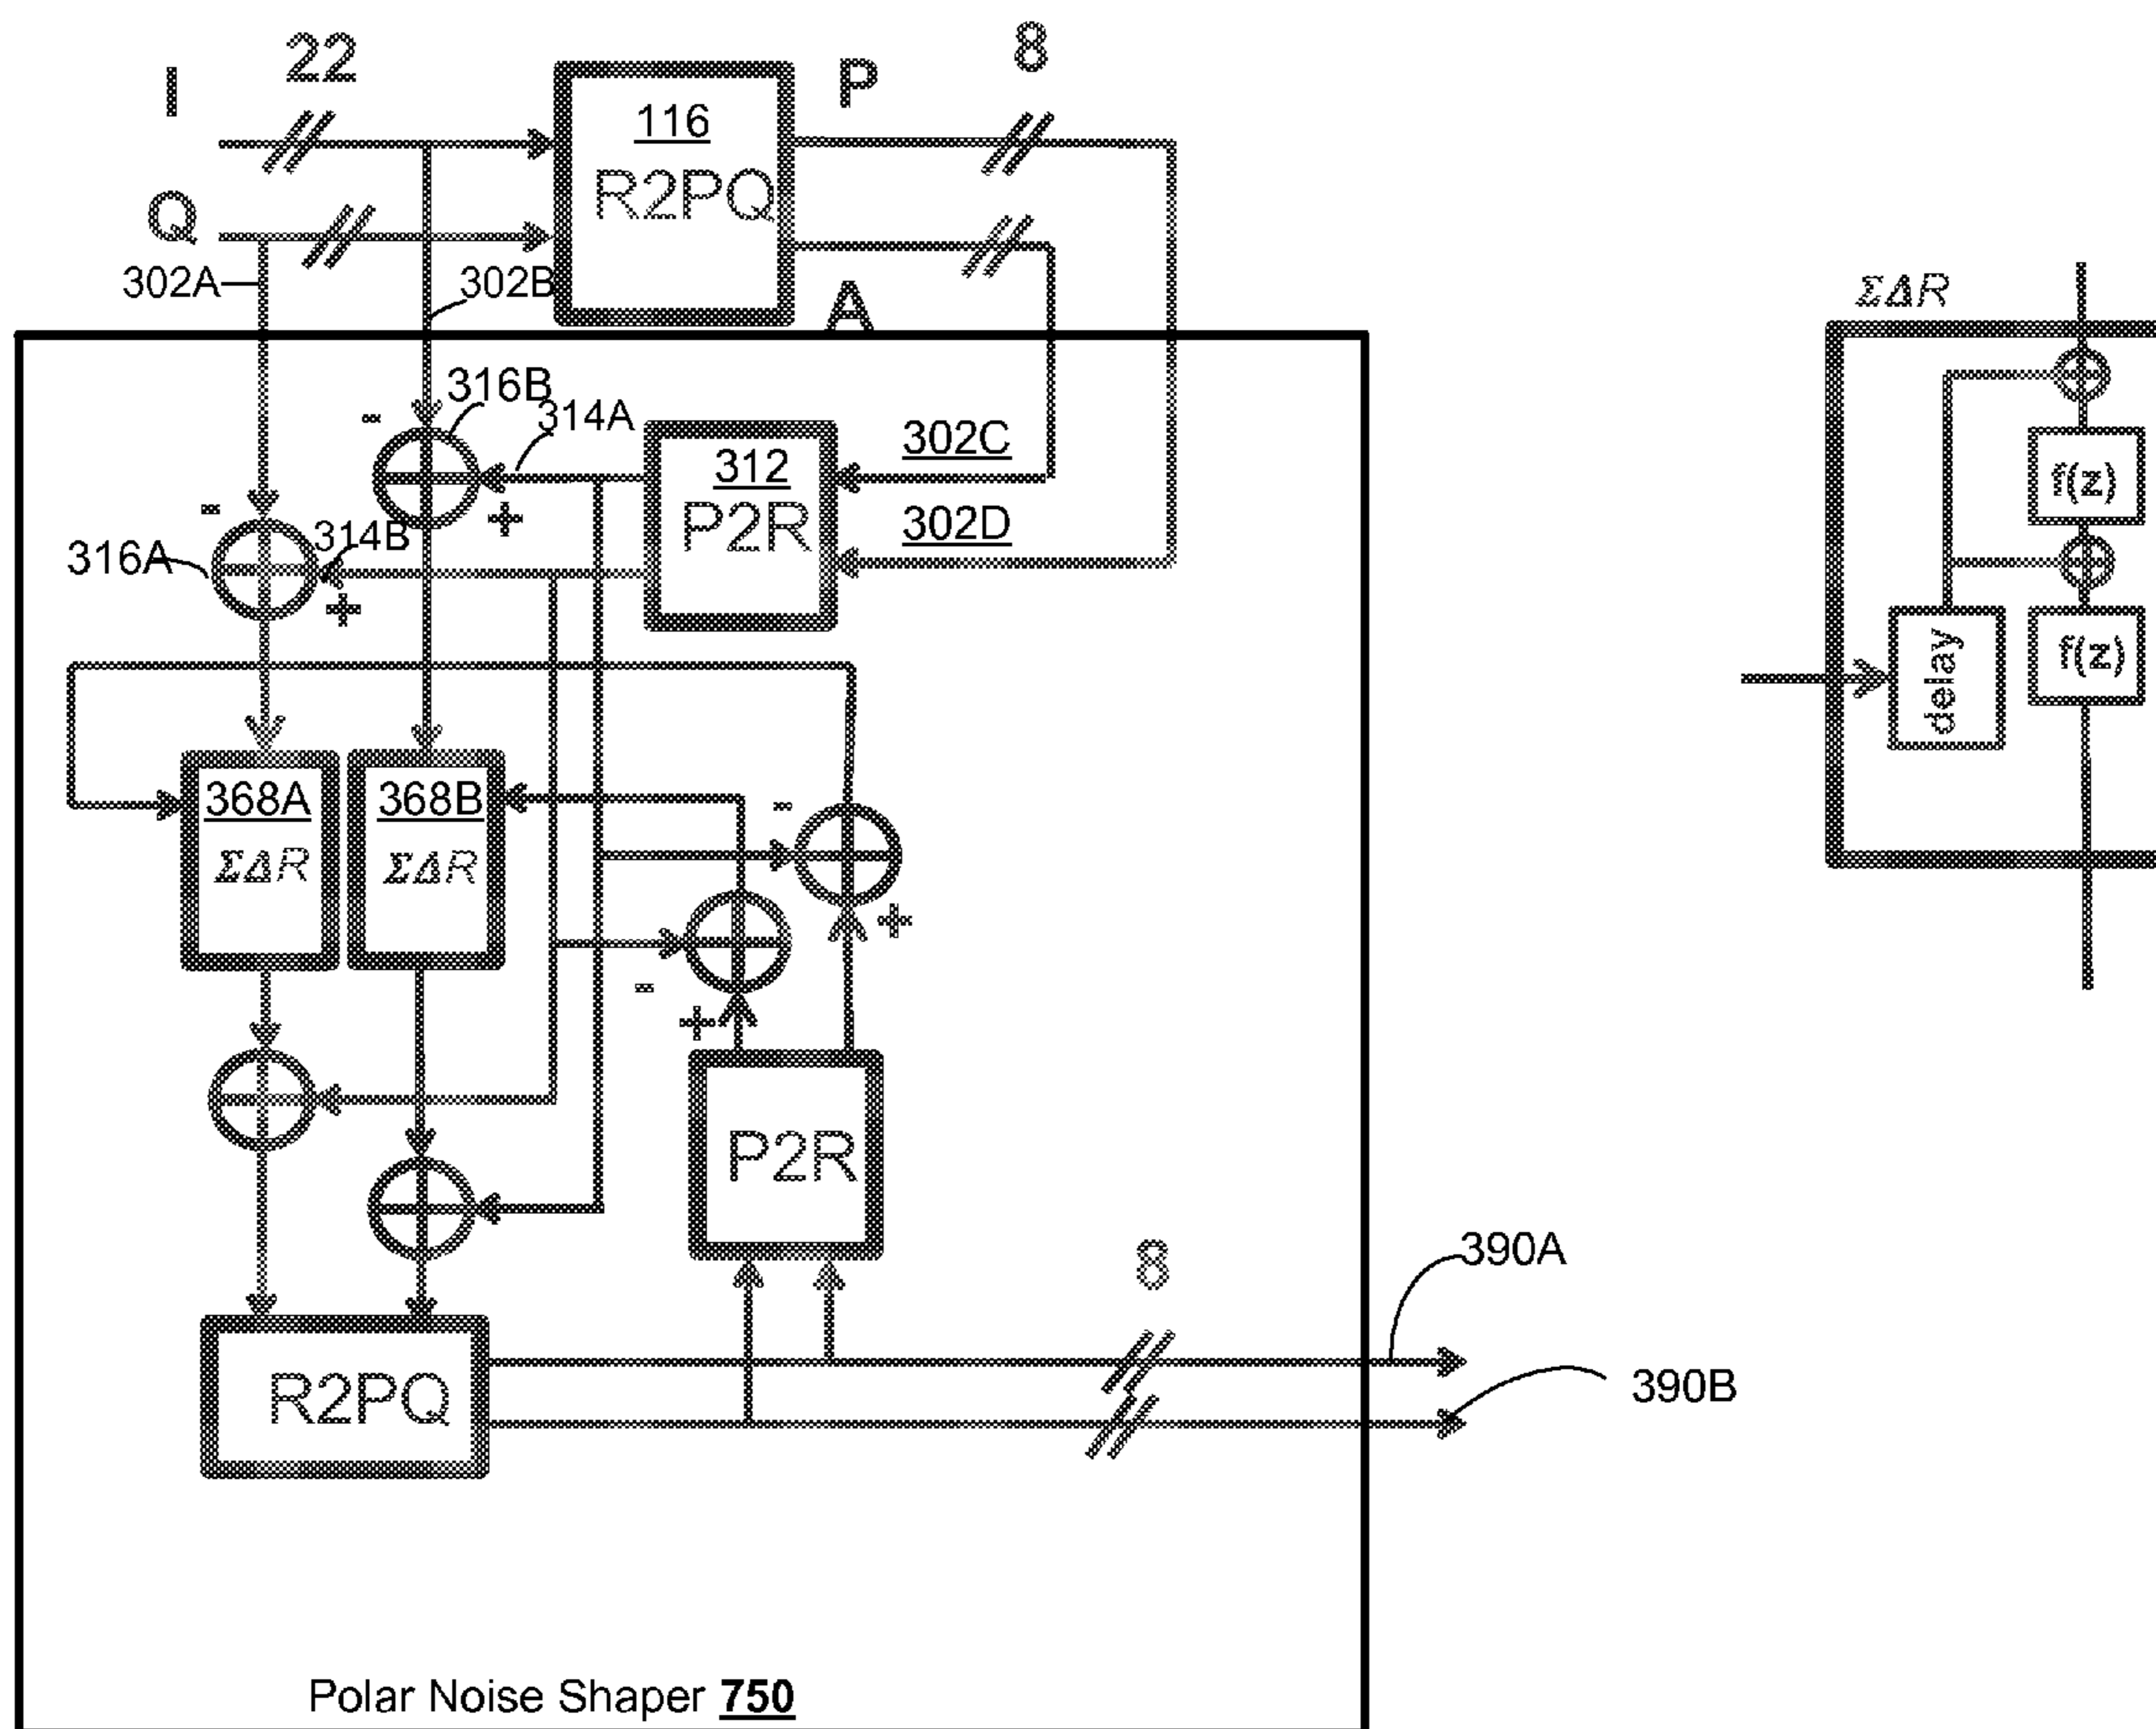 I
22
P
8
116
R2PQ
Q
302A
302B
A
ΣΔR
316B
314A
-
302C
312
P2R
f(z)
+
302D
-
314B
316A
+
f(z)
delay
368A
ΣΔR
368B
ΣΔR
-
+
-
+
P2R
8
390A
390B
R2PQ
Polar Noise Shaper 750